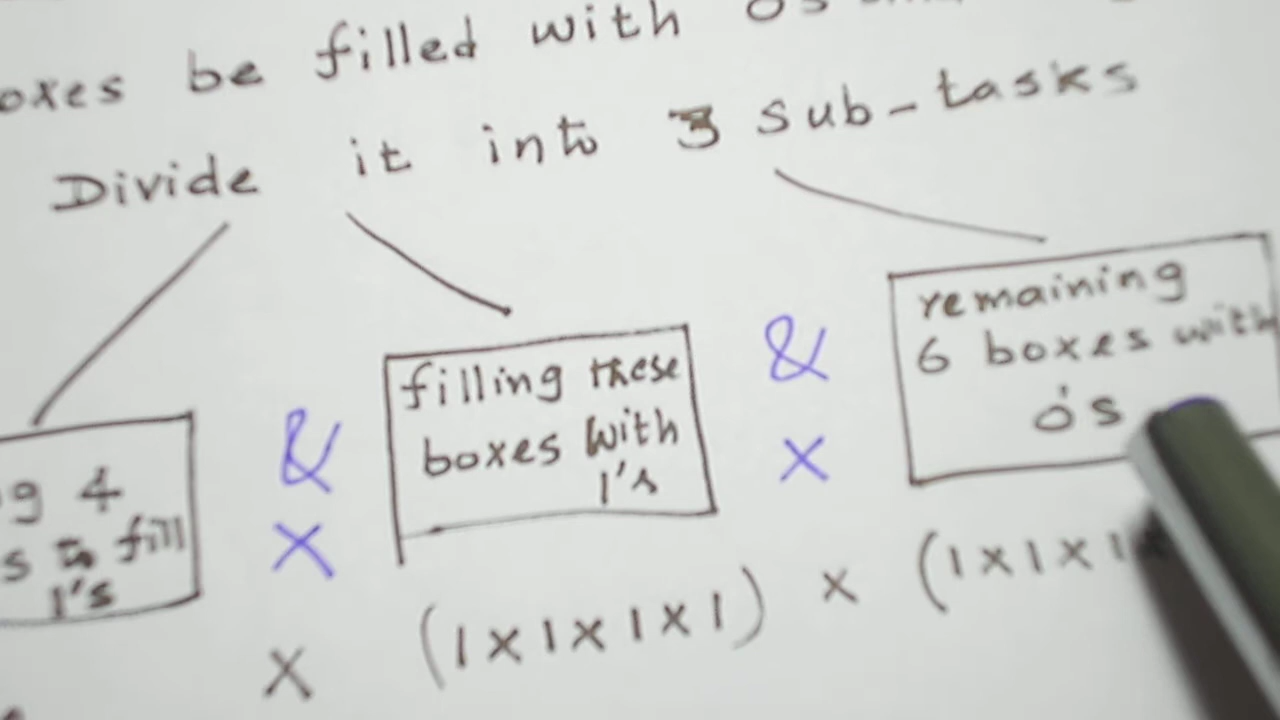 oxes be filled with 0s
Divide it into 3 sub-tasks
g 4
s to fill
1's
&
×
filling these
boxes with
1's
&
×
remaining
6 boxes with
0's
× (1×1×1×1) × (1×1×1